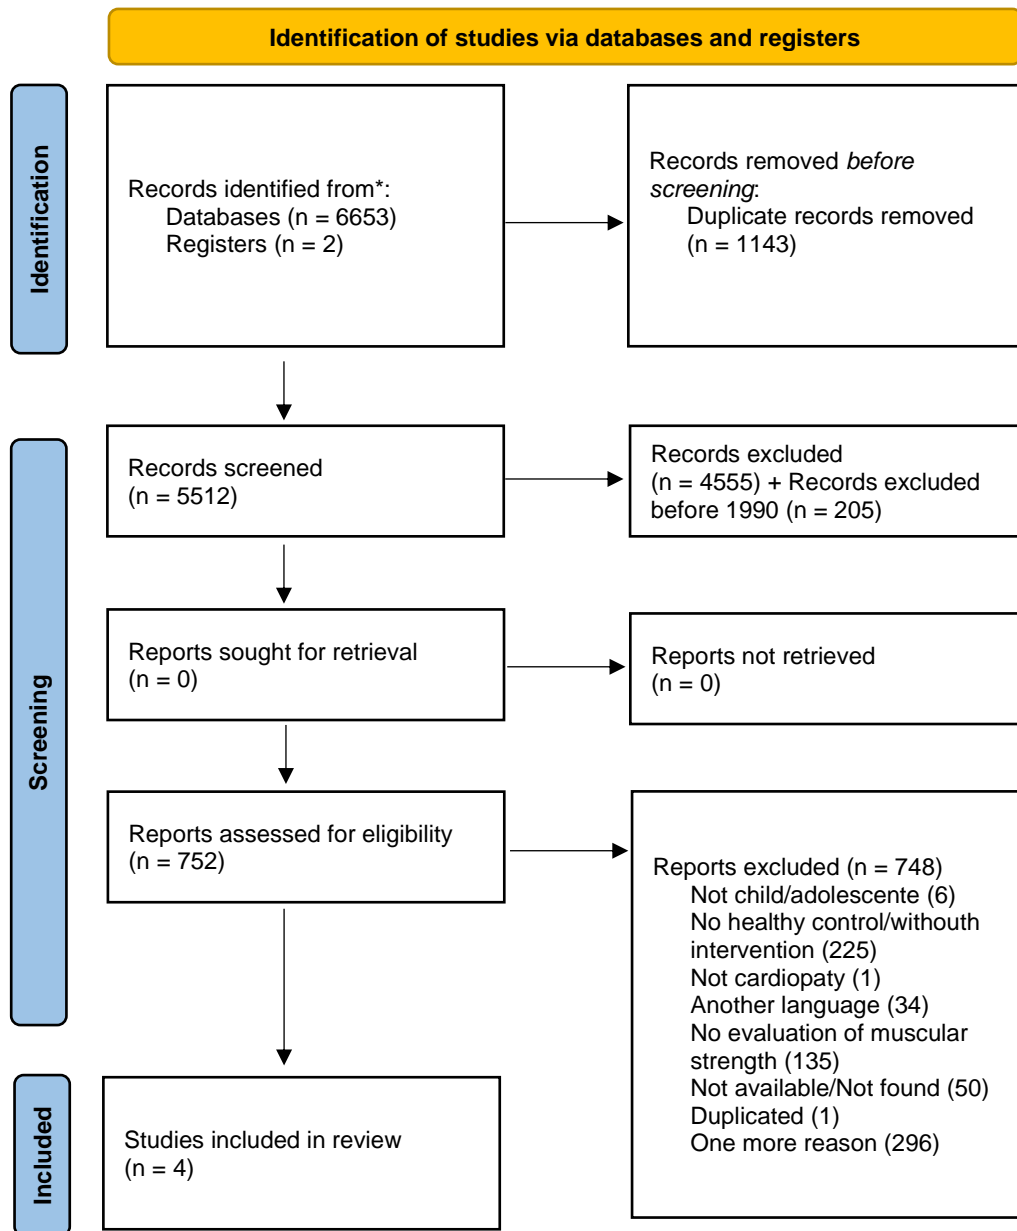 Identification of studies via databases and registers
Identification
Records identified from*:
Databases (n = 6653)
Registers (n = 2)
Records removed before
screening:
Duplicate records removed
(n = 1143)
Screening
Records screened
(n = 5512)
Records excluded
(n = 4555) + Records excluded
before 1990 (n = 205)
Reports sought for retrieval
(n = 0)
Reports not retrieved
(n = 0)
Reports assessed for eligibility
(n = 752)
Reports excluded (n = 748)
Not child/adolescente (6)
No healthy control/withouth
intervention (225)
Not cardiopaty (1)
Another language (34)
No evaluation of muscular
strength (135)
Not available/Not found (50)
Duplicated (1)
One more reason (296)
Included
Studies included in review
(n = 4)